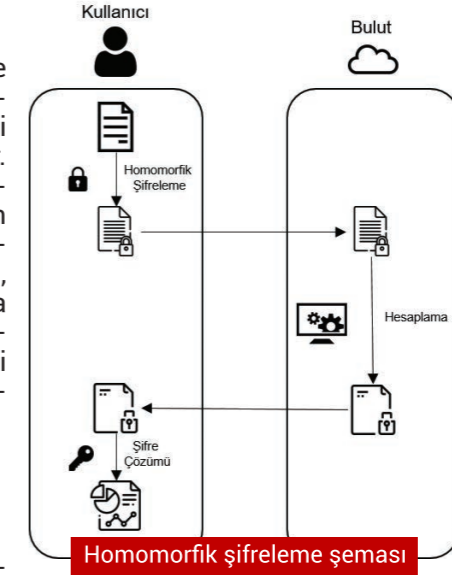 Kullanıcı
Bulut
Homomorfik
Şifreleme
Hesaplama
Şifre
Çözümü
Homomorfik şifreleme şeması